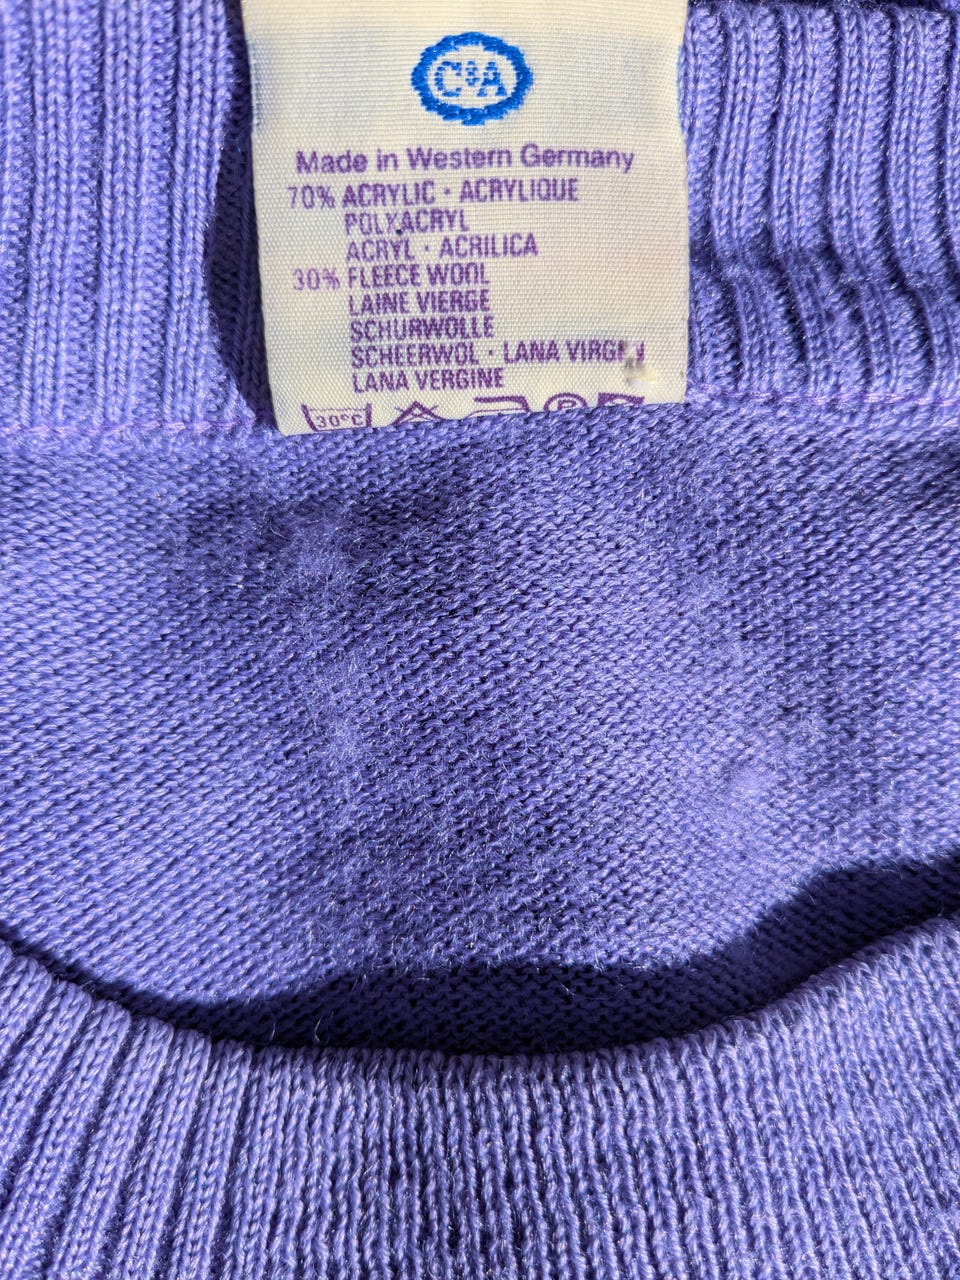 C&A
Made in Western Germany
70% ACRYLIC · ACRYLIQUE
POLYACRYL
ACRYL · ACRILICA
30% FLEECE WOOL
LAINE VIERGE
SCHURWOLLE
SCHEERWOL · LANA VIRGEN
LANA VERGINE
30°C P